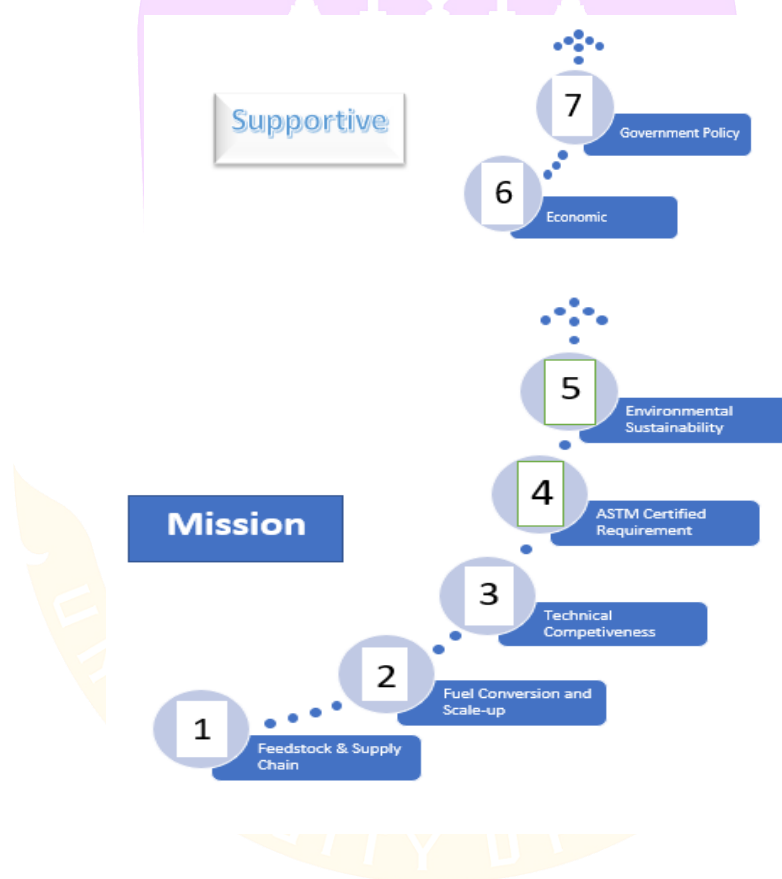 Supportive
7
Government Policy
6
Economic
5
Environmental
Sustainability
4
ASTM Certified
Requirement
Mission
3
Technical
Competiveness
2
Fuel Conversion and
Scale-up
1
Feedstock & Supply
Chain